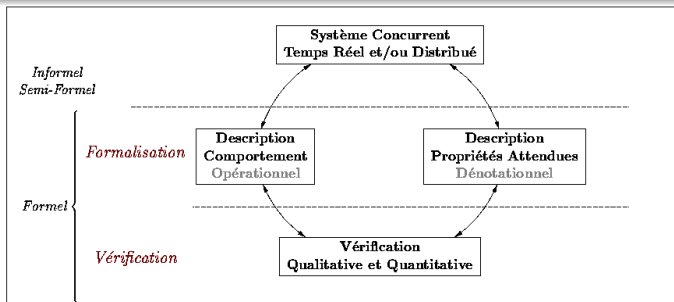 Système Concurrent
Temps Réel et/ou Distribué
Informel
Semi-Formel
Formalisation
Description
Comportement
Opérationnel
Description
Propriétés Attendues
Dénotationnel
Formel
Vérification
Vérification
Qualitative et Quantitative